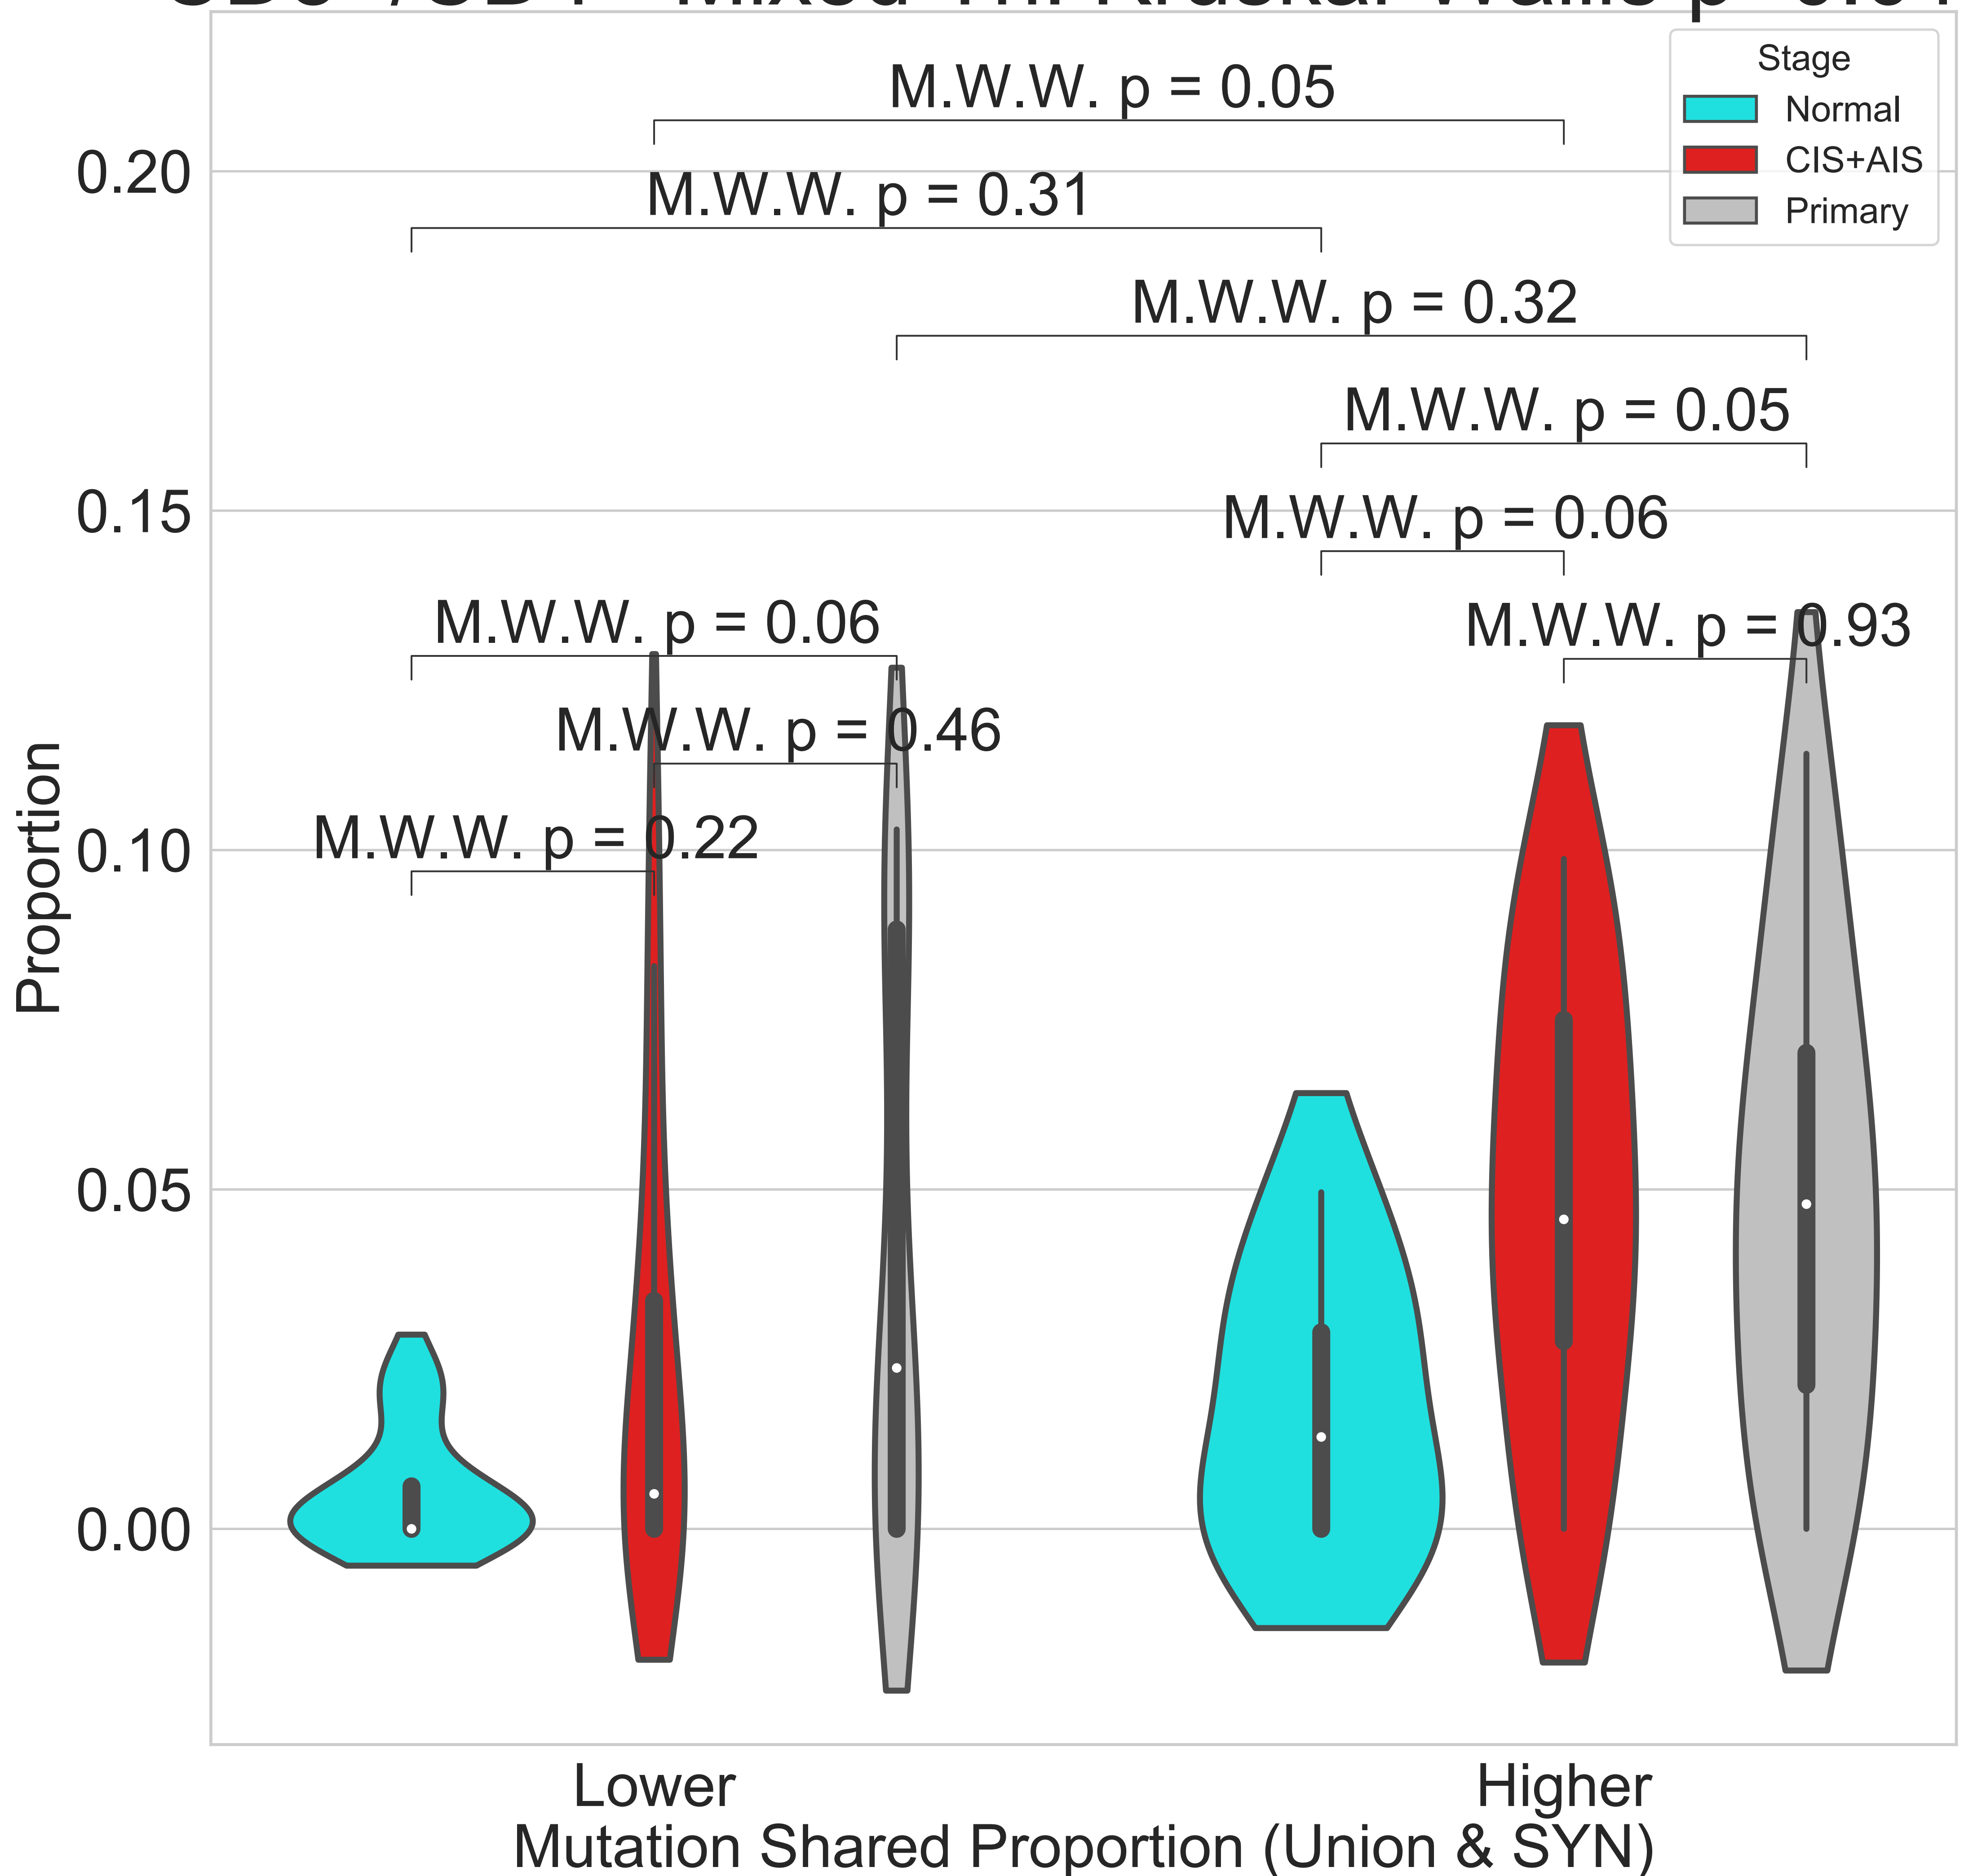 M.W.W. p = 0.05
Stage
Normal
CIS+AIS
Primary
0.20
M.W.W. p = 0.31
M.W.W. p = 0.32
M.W.W. p = 0.05
0.15
M.W.W. p = 0.06
M.W.W. p = 0.06
M.W.W. p = 0.93
M.W.W. p = 0.46
0.10
M.W.W. p = 0.22
Proportion
0.05
0.00
Lower
Higher
Mutation Shared Proportion (Union & SYN)